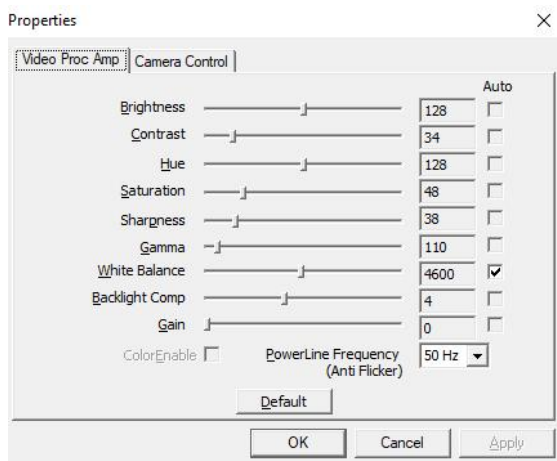 Properties
Video Proc Amp Camera Control
Auto
Brightness 128
Contrast 34
Hue 128
Saturation 48
Sharpness 38
Gamma 110
White Balance 4600
Backlight Comp 4
Gain 0
ColorEnable PowerLine Frequency 50 Hz
(Anti Flicker)
Default
OK Cancel Apply